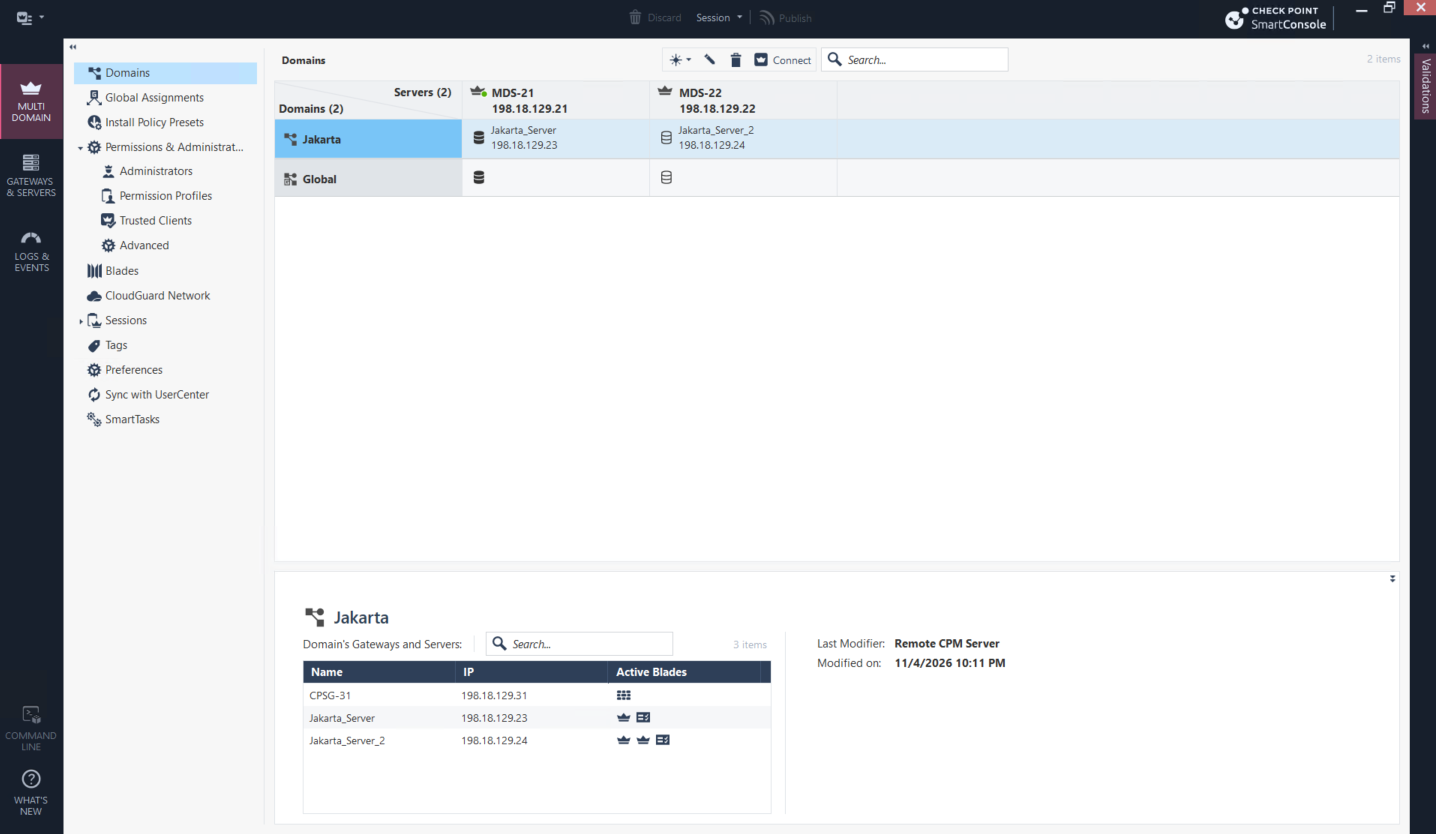 Discard
Session
Publish
CHECK POINT
SmartConsole
MULTI
DOMAIN
GATEWAYS
& SERVERS
LOGS &
EVENTS
COMMAND
LINE
WHAT'S
NEW
Domains
Global Assignments
Install Policy Presets
Permissions & Administrat...
Administrators
Permission Profiles
Trusted Clients
Advanced
Blades
CloudGuard Network
Sessions
Tags
Preferences
Sync with UserCenter
SmartTasks
Domains
Connect
Search...
2 items
Servers (2)
Domains (2)
MDS-21
198.18.129.21
MDS-22
198.18.129.22
Jakarta
Jakarta_Server
198.18.129.23
Jakarta_Server_2
198.18.129.24
Global
Jakarta
Domain's Gateways and Servers:
Search...
3 items
Name IP Active Blades
CPSG-31 198.18.129.31
Jakarta_Server 198.18.129.23
Jakarta_Server_2 198.18.129.24
Last Modifier: Remote CPM Server
Modified on: 11/4/2026 10:11 PM
Validations